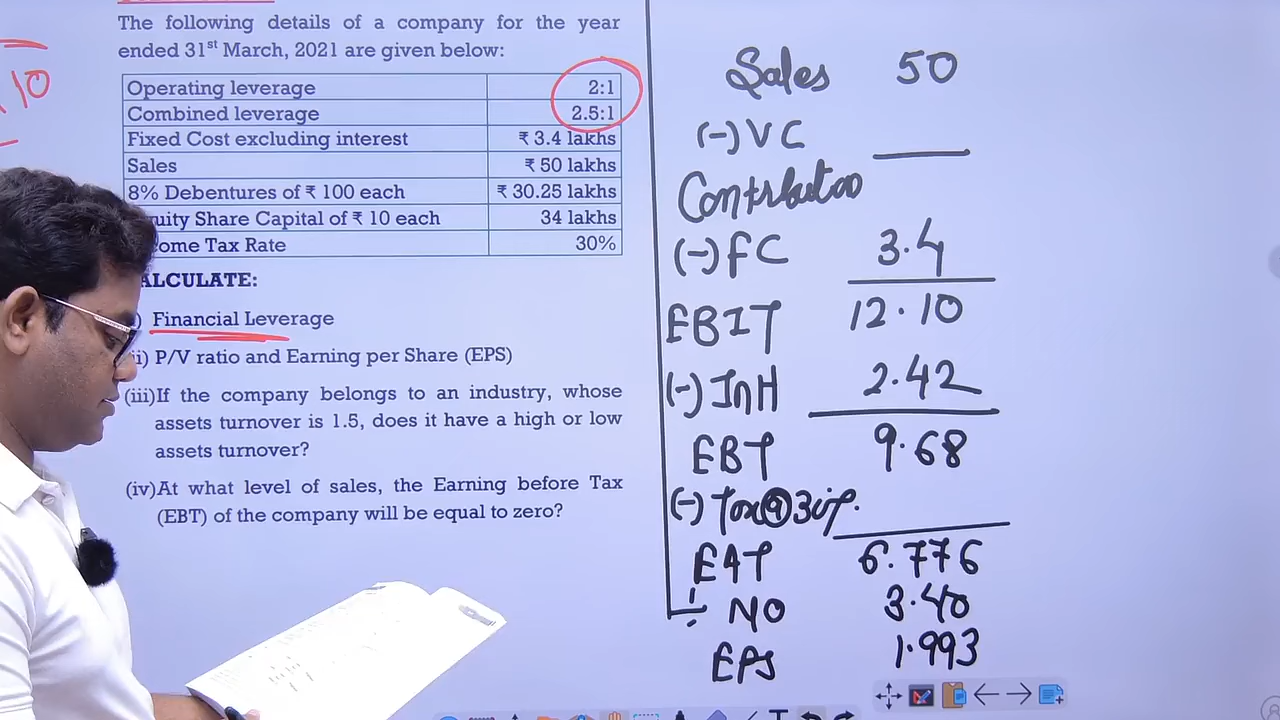 The following details of a company for the year
ended 31st March, 2021 are given below:
Operating leverage 2:1
Combined leverage 2.5:1
Fixed Cost excluding interest ₹ 3.4 lakhs
Sales ₹ 50 lakhs
8% Debentures of ₹ 100 each ₹ 30.25 lakhs
uity Share Capital of ₹ 10 each 34 lakhs
ome Tax Rate 30%
ALCULATE:
) Financial Leverage
ii) P/V ratio and Earning per Share (EPS)
(iii)If the company belongs to an industry, whose
assets turnover is 1.5, does it have a high or low
assets turnover?
(iv)At what level of sales, the Earning before Tax
(EBT) of the company will be equal to zero?
10
Sales 50
(-) VC
Contribution
(-) FC 3.4
EBIT 12.10
(-) Int 2.42
EBT 9.68
(-) Tax@30%.
EAT 6.776
÷ NO 3.40
EPS 1.993